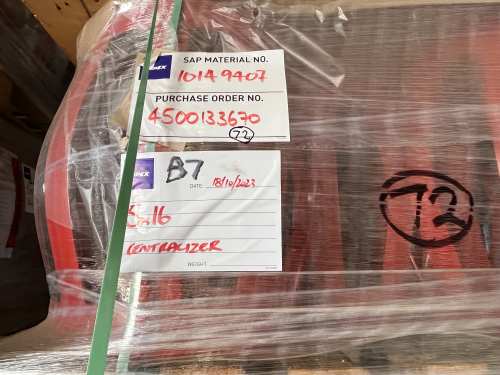 SAP MATERIAL NO.
10149407
PURCHASE ORDER NO.
4500133670
72
B7
DATE 18/10/2023
CENTRALIZER
WEIGHT
72